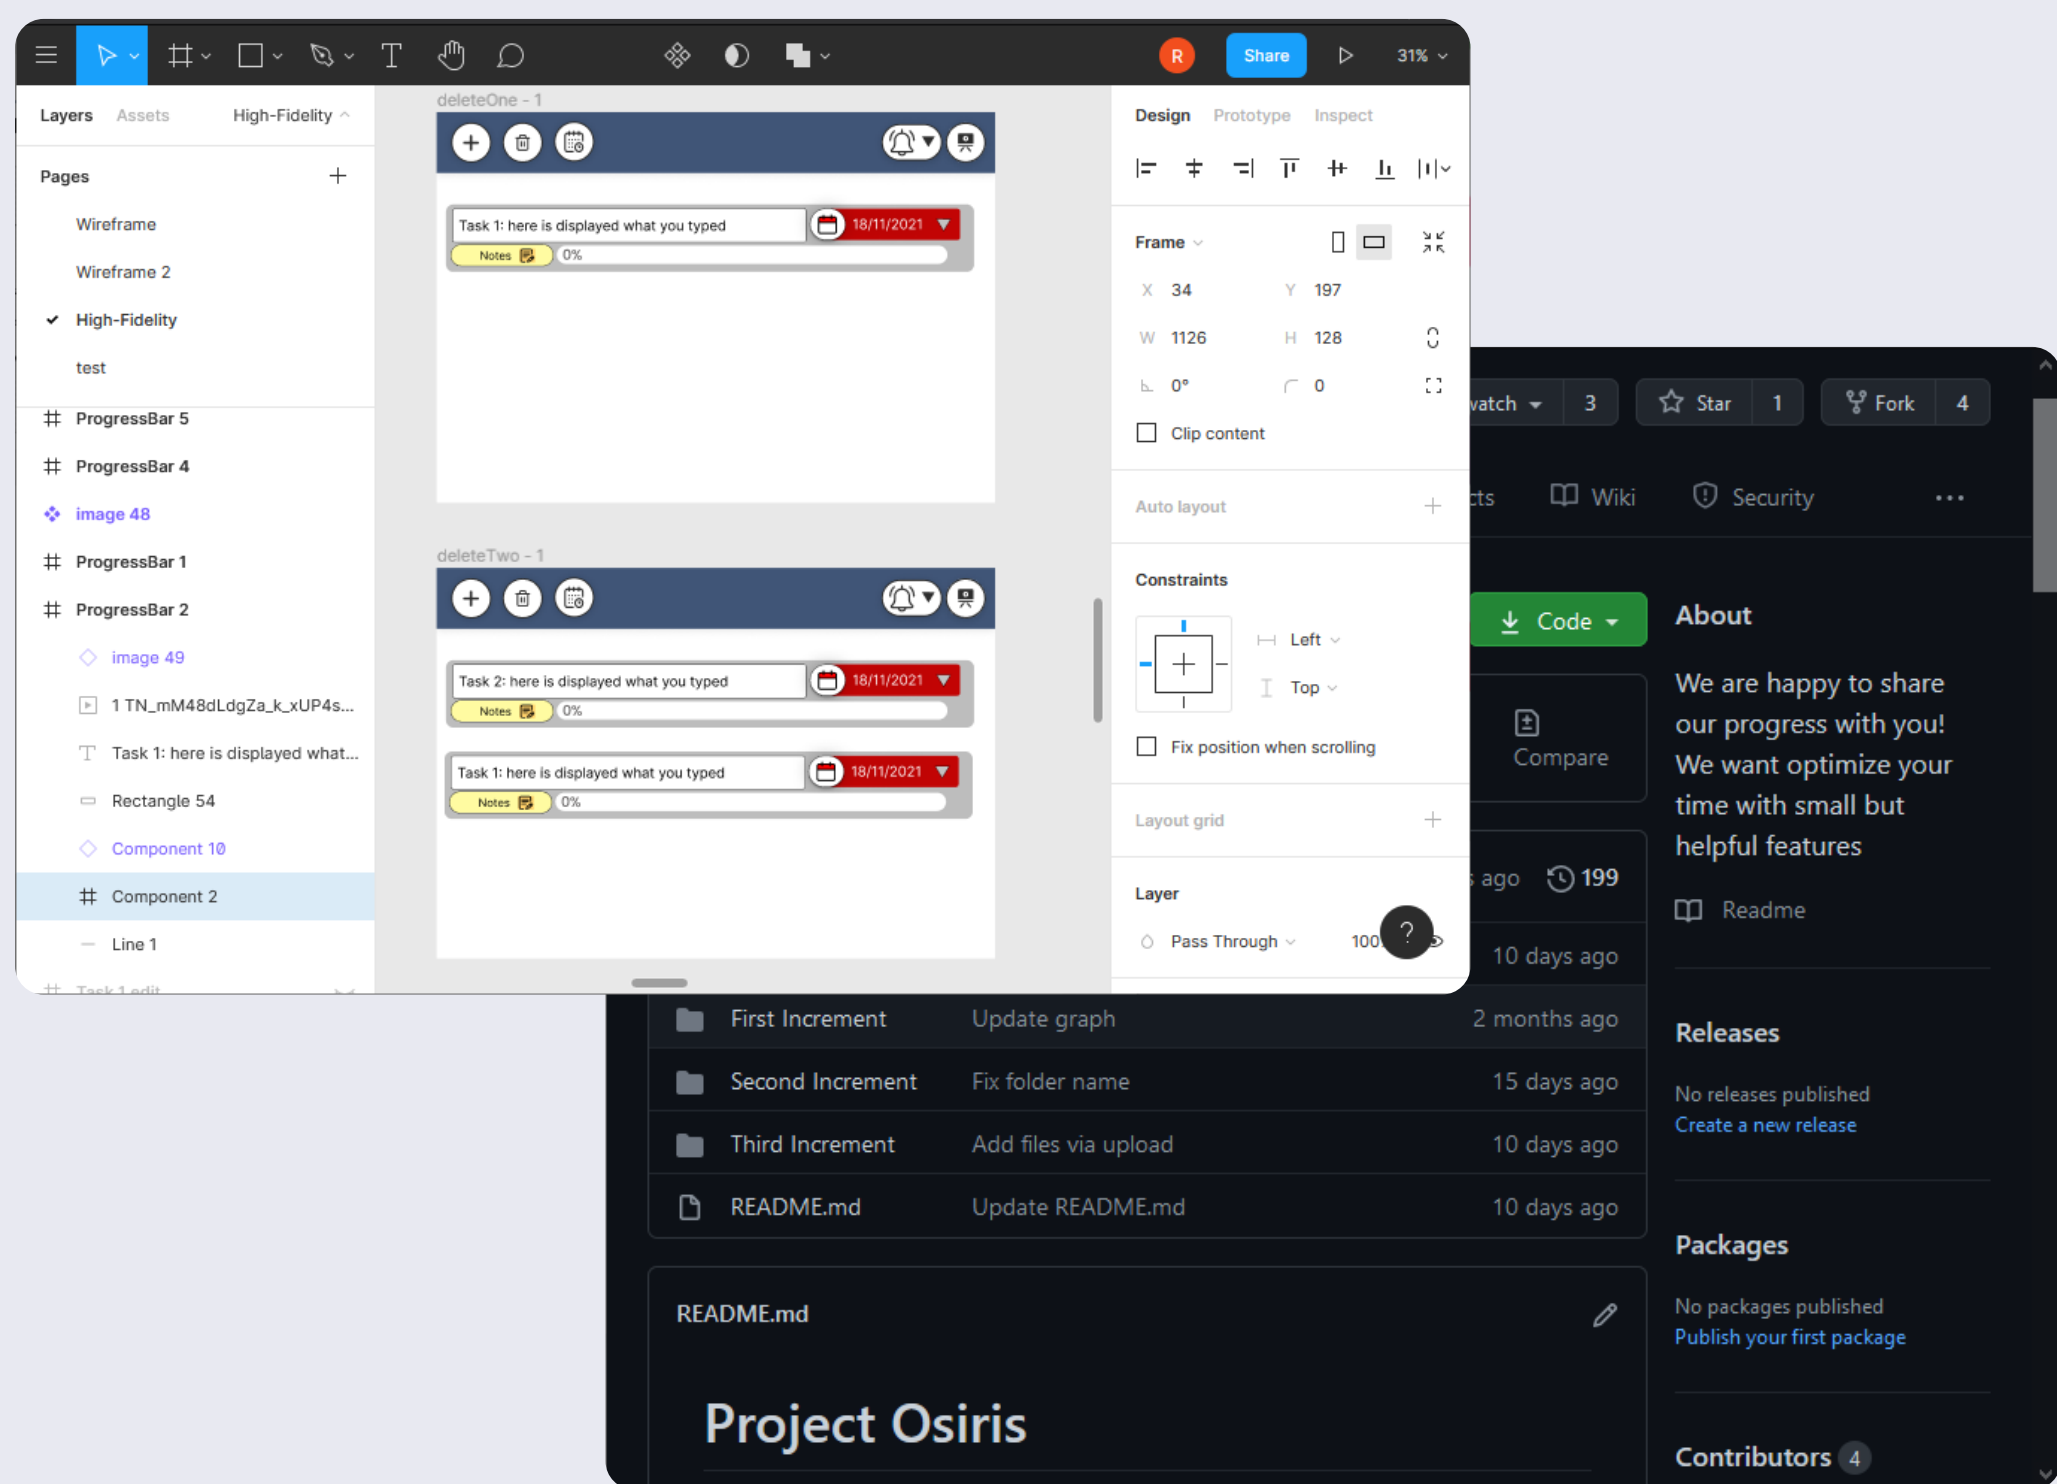 R
Share
31%
Layers
Assets
High-Fidelity
Pages
Wireframe
Wireframe 2
High-Fidelity
test
ProgressBar 5
ProgressBar 4
image 48
ProgressBar 1
ProgressBar 2
image 49
1 TN_mM48dLdgZa_k_xUP4s...
Task 1: here is displayed what...
Rectangle 54
Component 10
Component 2
Line 1
Task 1 edit
deleteOne - 1
Task 1: here is displayed what you typed
18/11/2021
Notes
0%
deleteTwo - 1
Task 2: here is displayed what you typed
18/11/2021
Notes
0%
Task 1: here is displayed what you typed
18/11/2021
Notes
0%
Design
Prototype
Inspect
Frame
X 34
Y 197
W 1126
H 128
0°
0
Clip content
Auto layout
Constraints
Left
Top
Fix position when scrolling
Layout grid
Layer
Pass Through
100
?
watch 3
Star 1
Fork 4
cts
Wiki
Security
Code
Compare
s ago
199
10 days ago
First Increment
Update graph
2 months ago
Second Increment
Fix folder name
15 days ago
Third Increment
Add files via upload
10 days ago
README.md
Update README.md
10 days ago
README.md
Project Osiris
About
We are happy to share
our progress with you!
We want optimize your
time with small but
helpful features
Readme
Releases
No releases published
Create a new release
Packages
No packages published
Publish your first package
Contributors 4